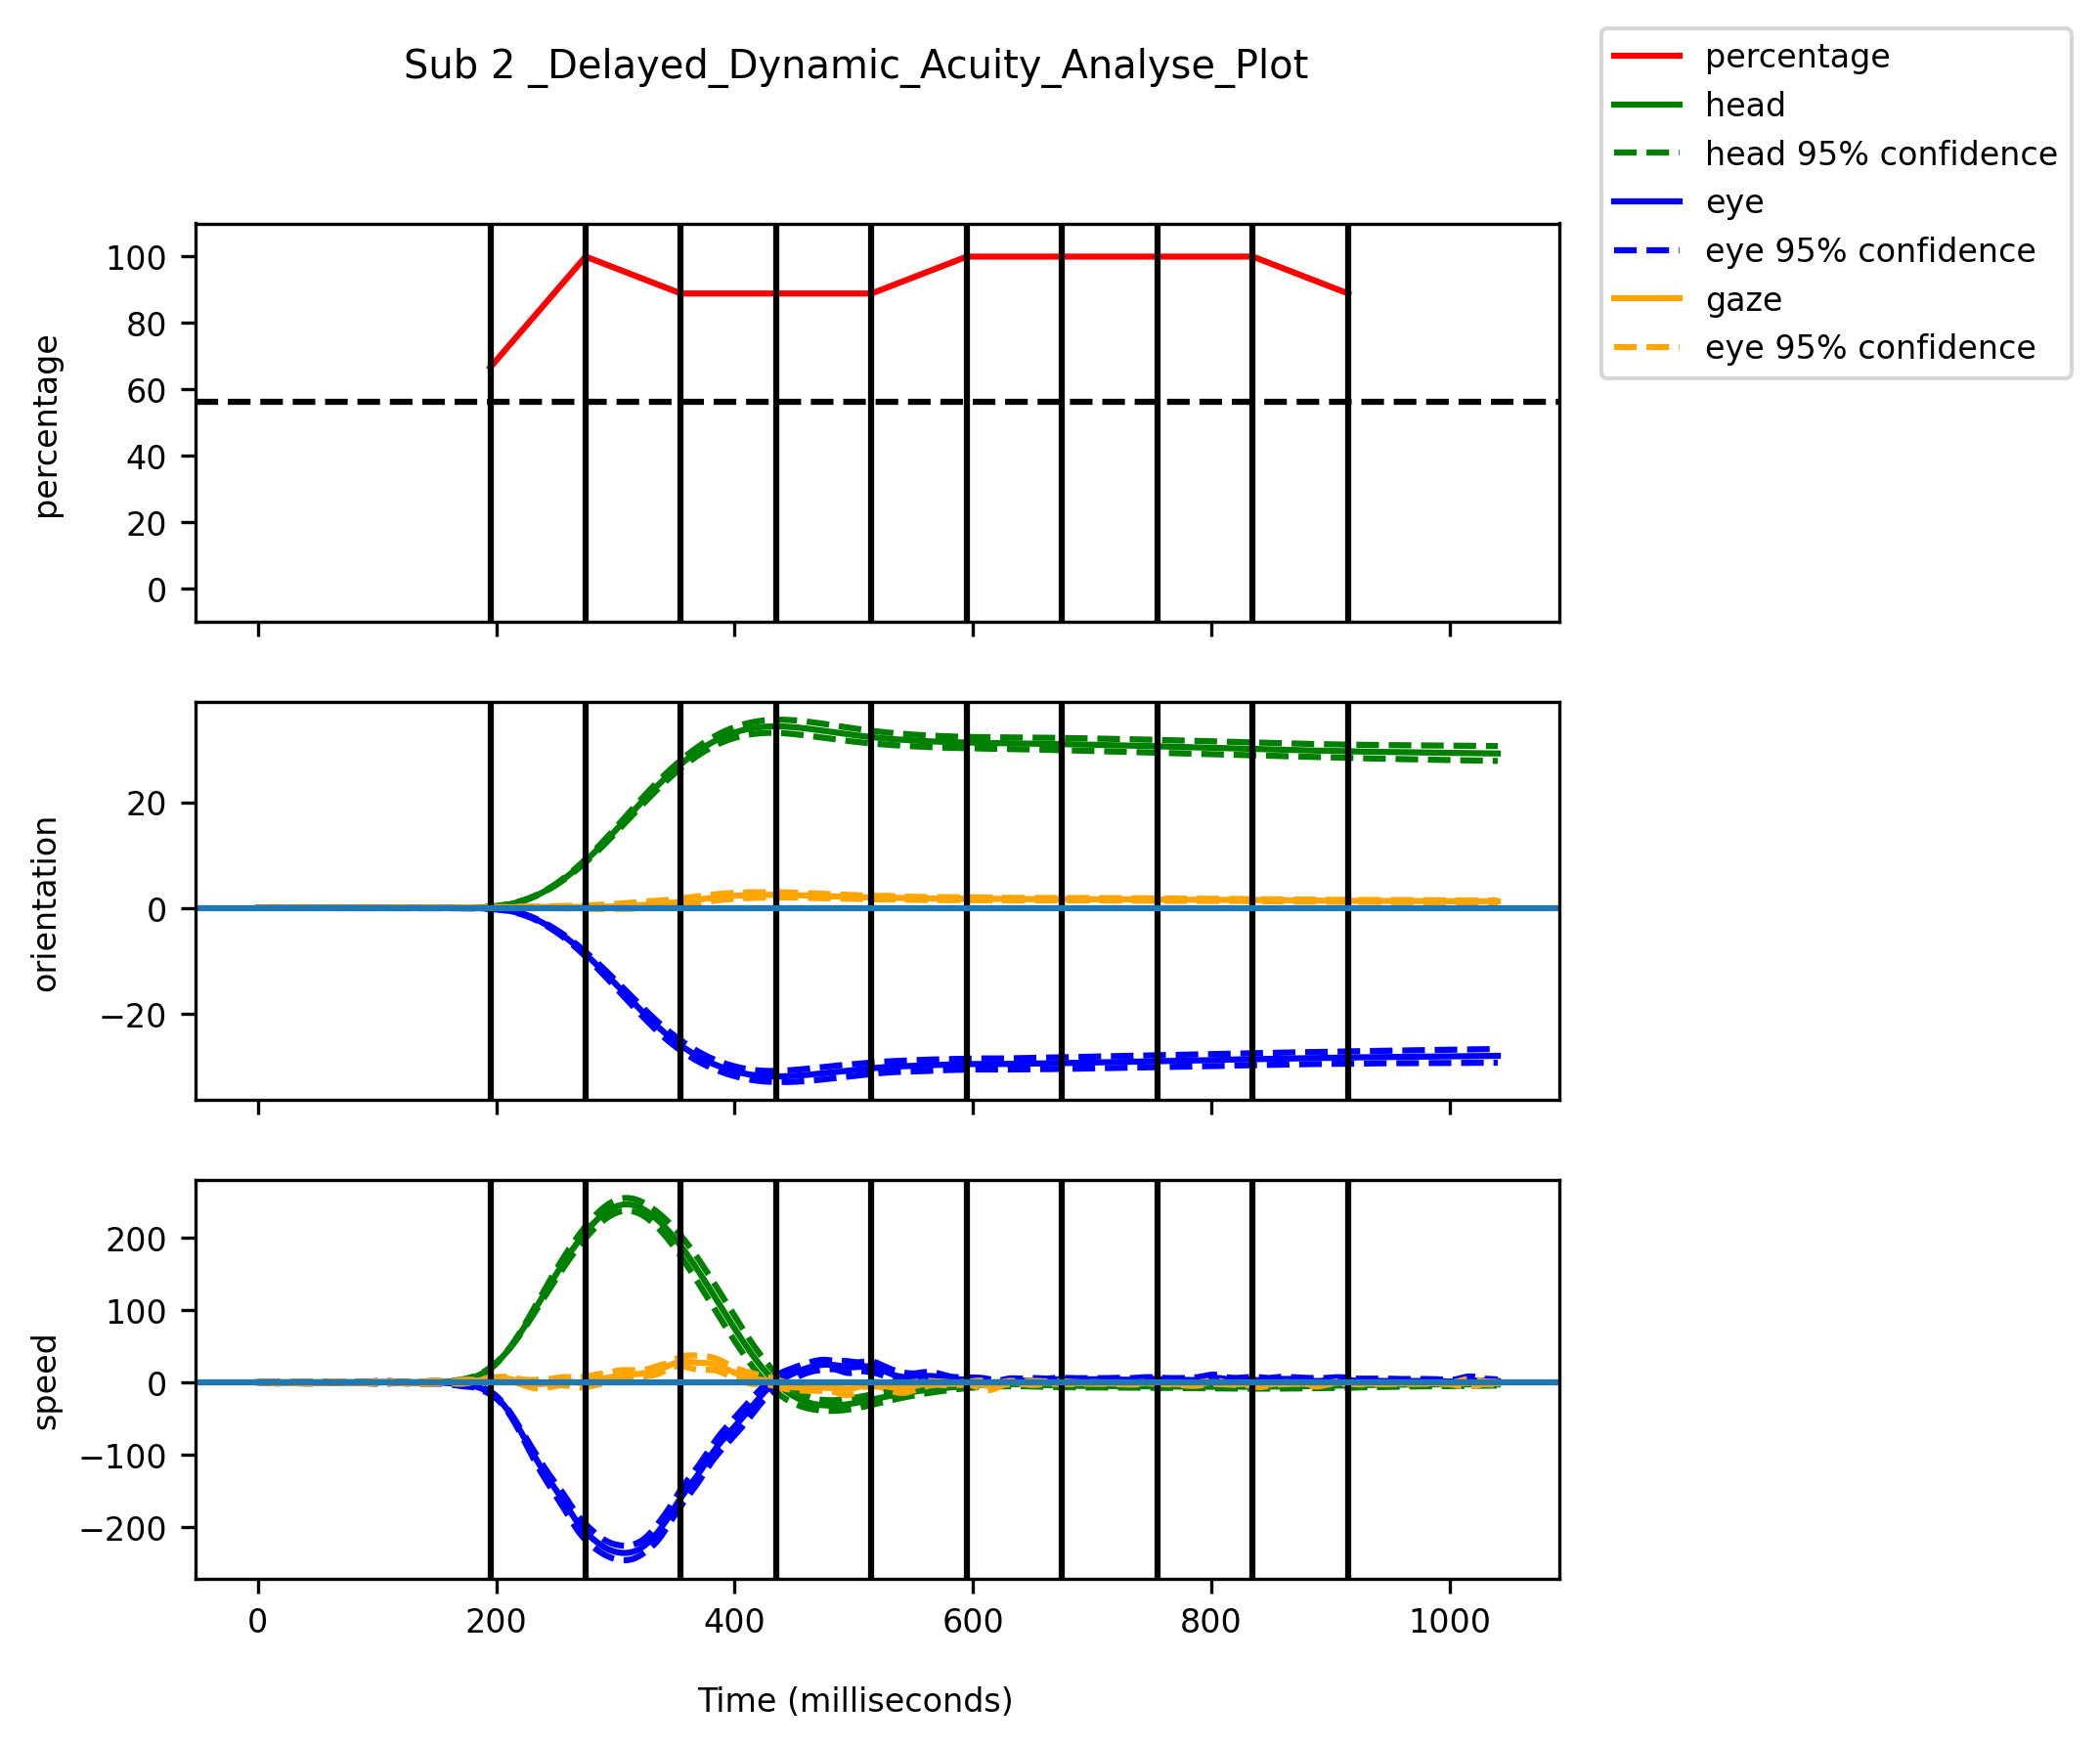 Sub 2 _Delayed_Dynamic_Acuity_Analyse_Plot
percentage
head
head 95% confidence
eye
eye 95% confidence
gaze
eye 95% confidence
percentage
100
80
60
40
20
0
orientation
20
0
−20
speed
200
100
0
−100
−200
0 200 400 600 800 1000
Time (milliseconds)